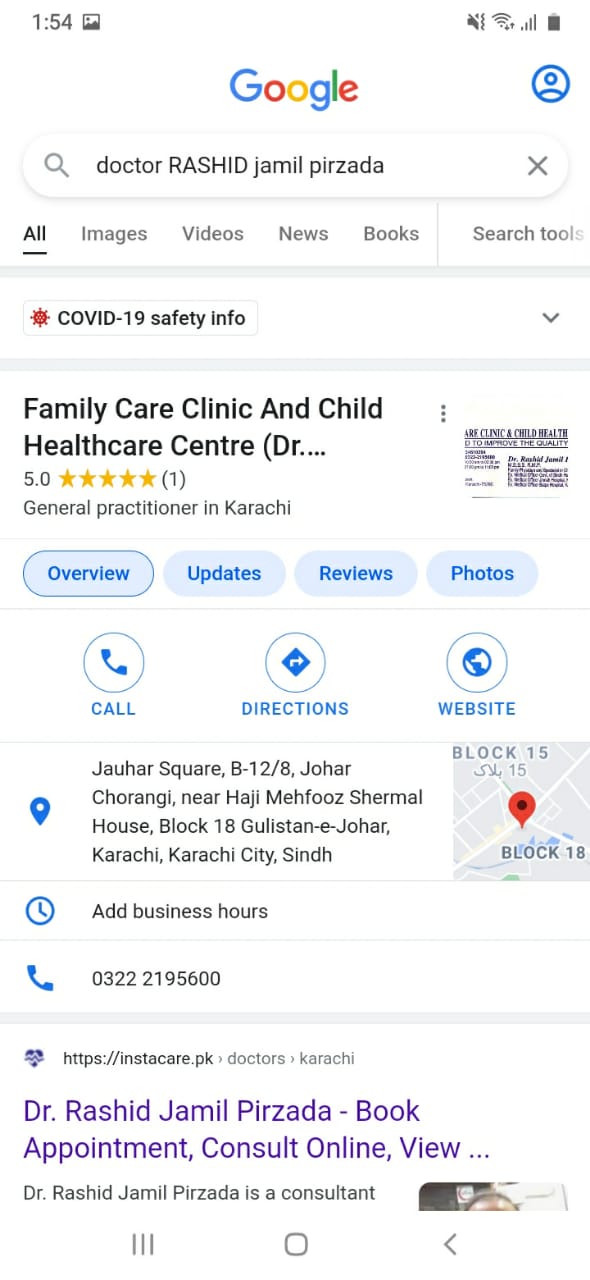 1:54
Google
doctor RASHID jamil pirzada
All Images Videos News Books Search tools
COVID-19 safety info
Family Care Clinic And Child
Healthcare Centre (Dr....
ARE CLINIC & CHILD HEALTH
D TO IMPROVE THE QUALITY
Dr. Rashid Jamil
5.0 (1)
General practitioner in Karachi
Overview Updates Reviews Photos
CALL DIRECTIONS WEBSITE
Jauhar Square, B-12/8, Johar
Chorangi, near Haji Mehfooz Shermal
House, Block 18 Gulistan-e-Johar,
Karachi, Karachi City, Sindh
BLOCK 15
بلاک 15
BLOCK 18
Add business hours
0322 2195600
https://instacare.pk › doctors › karachi
Dr. Rashid Jamil Pirzada - Book
Appointment, Consult Online, View ...
Dr. Rashid Jamil Pirzada is a consultant